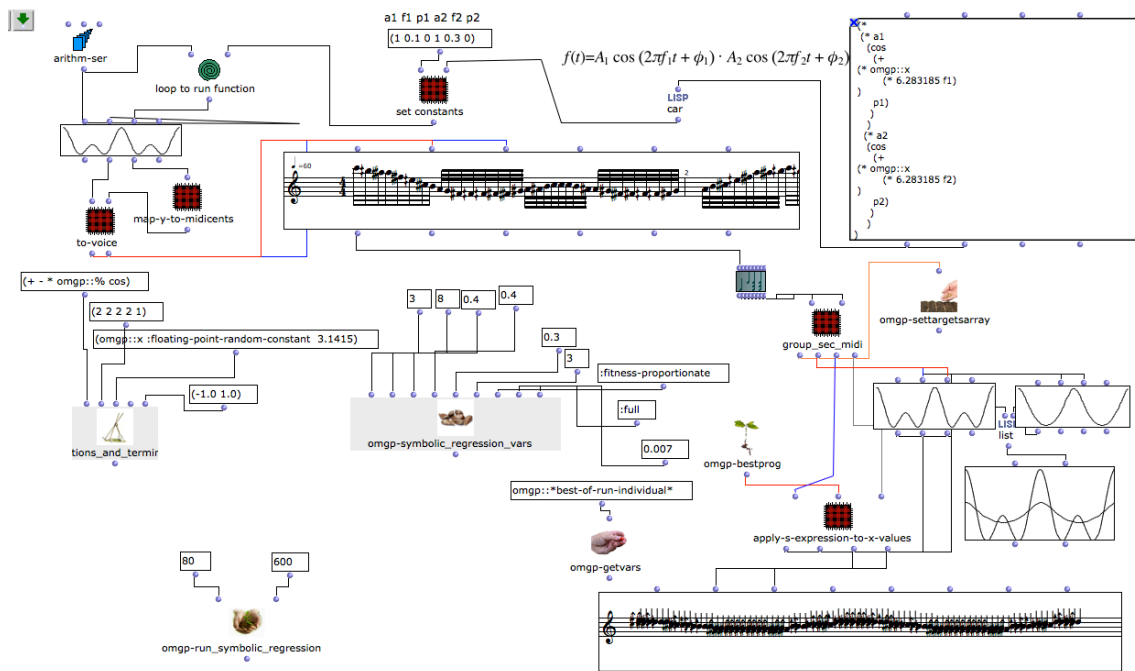 a1 f1 p1 a2 f2 p2
(1 0.1 0 1 0.3 0)
arithm-ser
loop to run function
set constants
f(t)=A₁ cos (2πf₁t + ϕ₁) · A₂ cos (2πf₂t + ϕ₂)
LISP
car
(*
(* a1
(cos
(+
(* omgp::x
(* 6.283185 f1)
)
p1)
)
)
(* a2
(cos
(+
(* omgp::x
(* 6.283185 f2)
)
p2)
)
)
)
=60
4
4
2
map-y-to-midicents
to-voice
(+ - * omgp::% cos)
(2 2 2 2 1)
(omgp::x :floating-point-random-constant 3.1415)
(-1.0 1.0)
tions_and_termir
3
8
0.4
0.4
0.3
3
:fitness-proportionate
:full
0.007
omgp-symbolic_regression_vars
omgp-settargetsarray
group_sec_midi
LISP
list
omgp-bestprog
omgp::*best-of-run-individual*
omgp-getvars
apply-s-expression-to-x-values
80
600
omgp-run_symbolic_regression